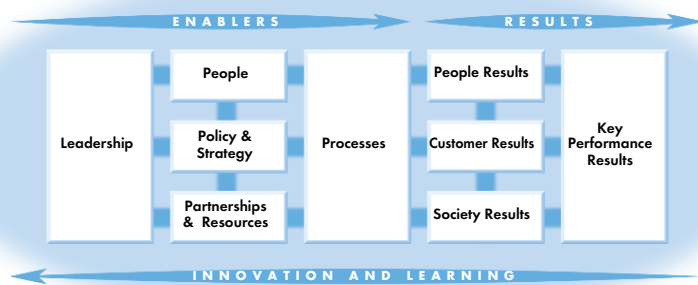 ENABLERS
RESULTS
Leadership
People
Policy &
Strategy
Partnerships
& Resources
Processes
People Results
Customer Results
Society Results
Key
Performance
Results
INNOVATION AND LEARNING